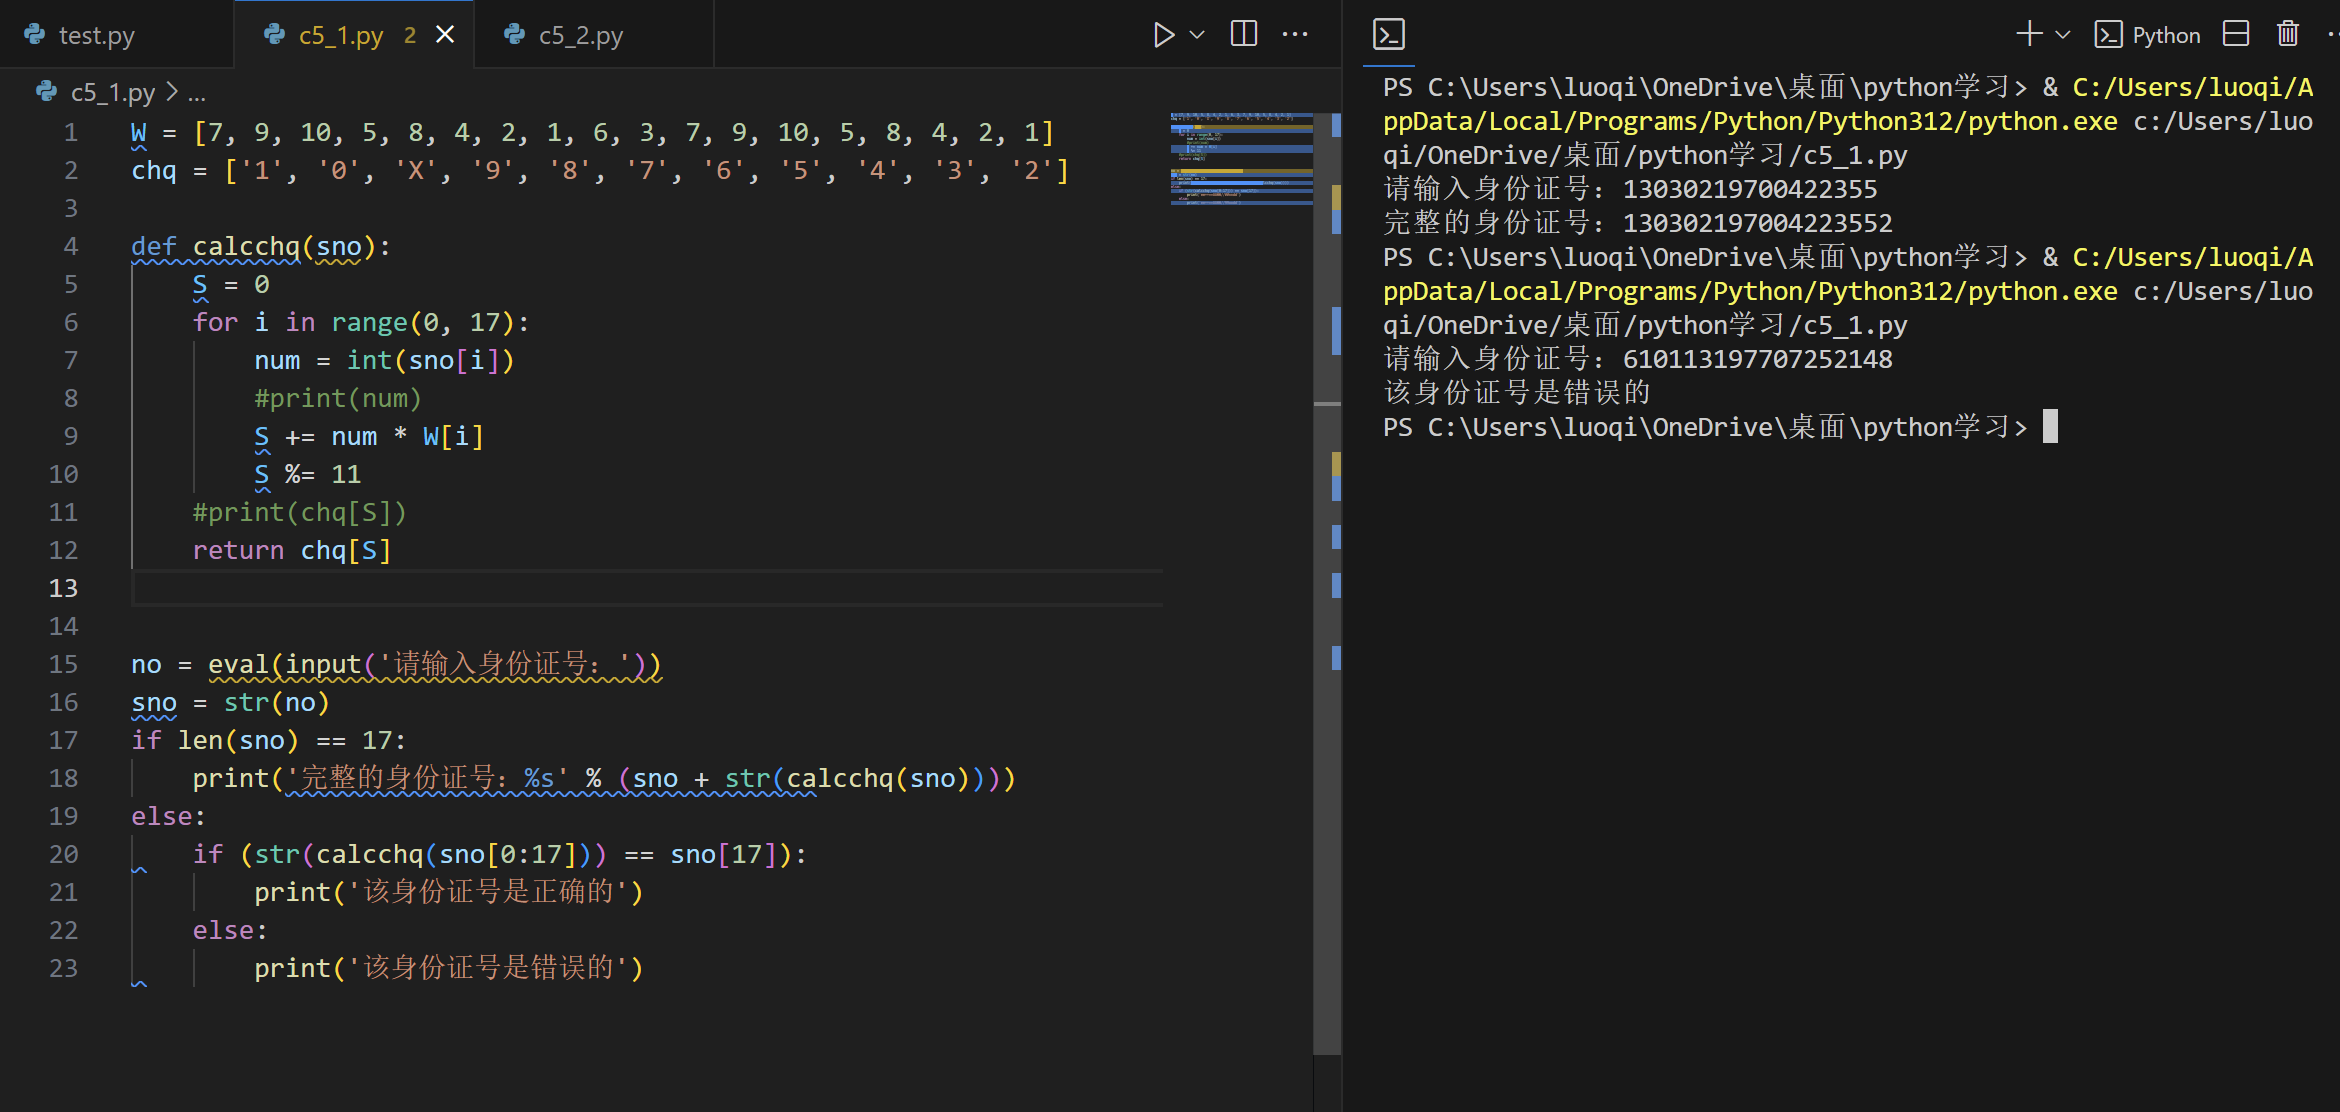 test.py
c5_1.py 2
c5_2.py
c5_1.py > ...
1 W = [7, 9, 10, 5, 8, 4, 2, 1, 6, 3, 7, 9, 10, 5, 8, 4, 2, 1]
2 chq = ['1', '0', 'X', '9', '8', '7', '6', '5', '4', '3', '2']
3
4 def calcchq(sno):
5     S = 0
6     for i in range(0, 17):
7         num = int(sno[i])
8         #print(num)
9         S += num * W[i]
10         S %= 11
11     #print(chq[S])
12     return chq[S]
13
14
15 no = eval(input('请输入身份证号：'))
16 sno = str(no)
17 if len(sno) == 17:
18     print('完整的身份证号：%s' % (sno + str(calcchq(sno))))
19 else:
20     if (str(calcchq(sno[0:17])) == sno[17]):
21         print('该身份证号是正确的')
22     else:
23         print('该身份证号是错误的')
Python
PS C:\Users\luoqi\OneDrive\桌面\python学习> & C:/Users/luoqi/A
ppData/Local/Programs/Python/Python312/python.exe c:/Users/luo
qi/OneDrive/桌面/python学习/c5_1.py
请输入身份证号：13030219700422355
完整的身份证号：130302197004223552
PS C:\Users\luoqi\OneDrive\桌面\python学习> & C:/Users/luoqi/A
ppData/Local/Programs/Python/Python312/python.exe c:/Users/luo
qi/OneDrive/桌面/python学习/c5_1.py
请输入身份证号：610113197707252148
该身份证号是错误的
PS C:\Users\luoqi\OneDrive\桌面\python学习>